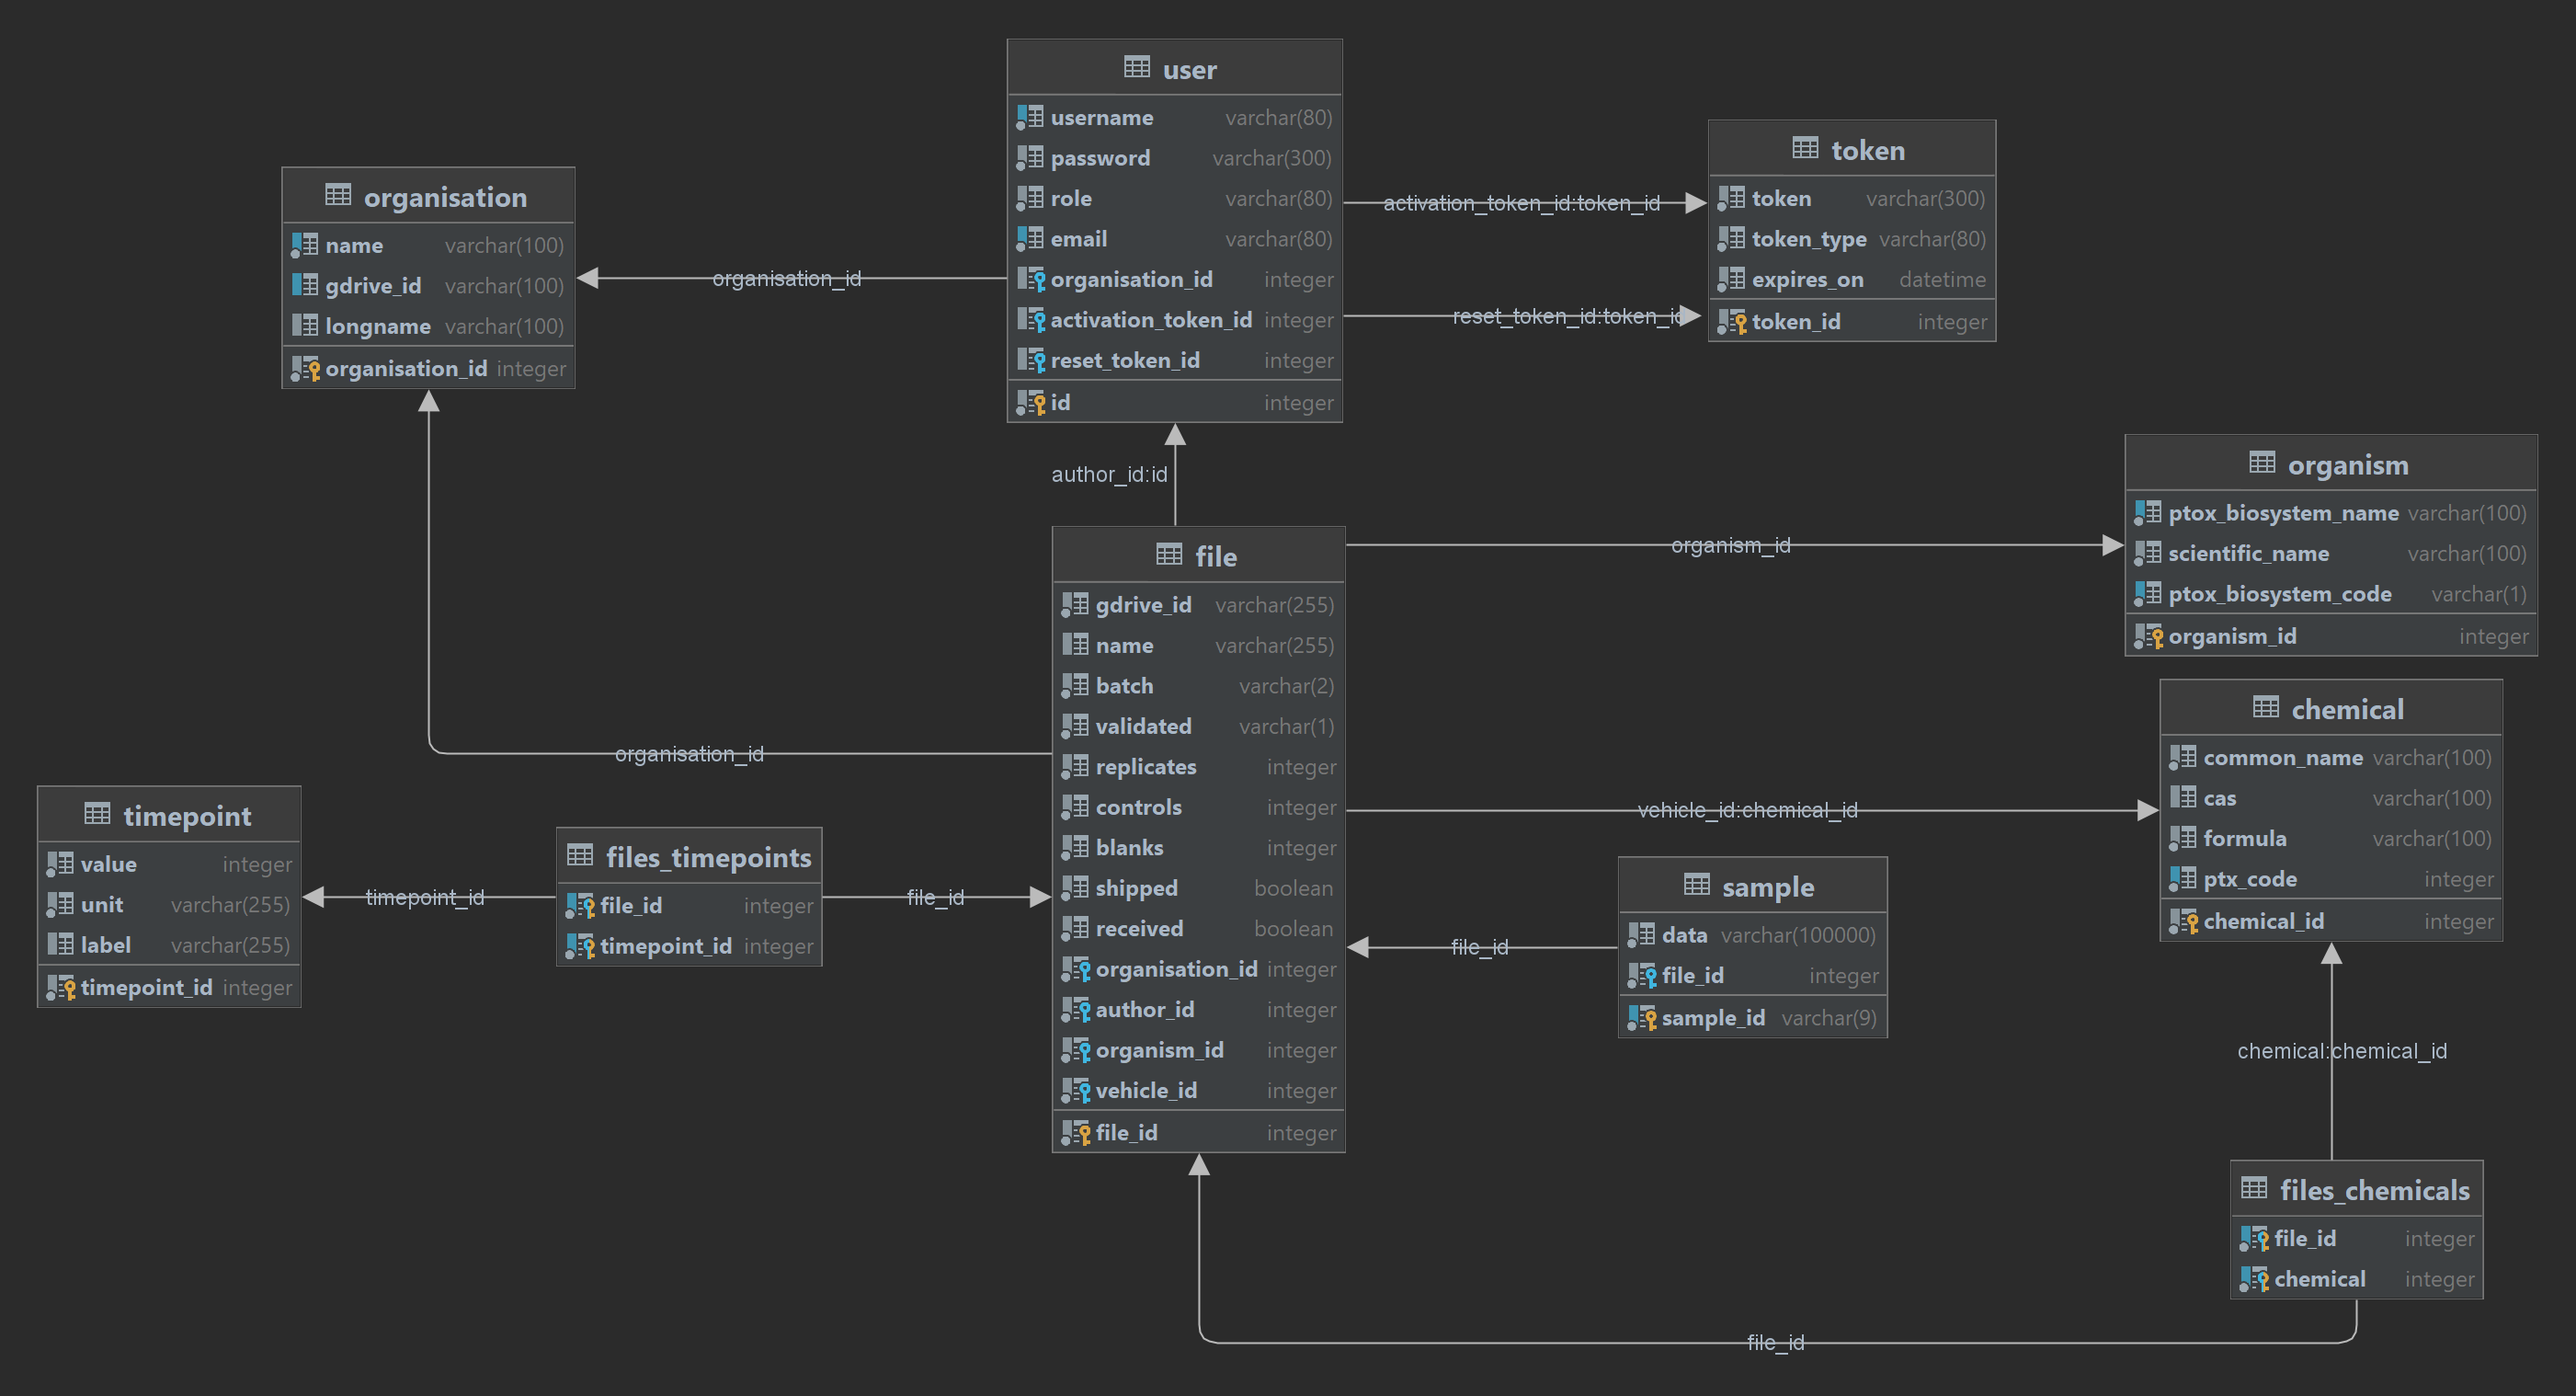 user
username varchar(80)
password varchar(300)
role varchar(80)
email varchar(80)
organisation_id integer
activation_token_id integer
reset_token_id integer
id integer
token
token varchar(300)
token_type varchar(80)
expires_on datetime
token_id integer
organisation
name varchar(100)
gdrive_id varchar(100)
longname varchar(100)
organisation_id integer
activation_token_id:token_id
organisation_id
reset_token_id:token_id
author_id:id
organism
ptox_biosystem_name varchar(100)
scientific_name varchar(100)
ptox_biosystem_code varchar(1)
organism_id integer
file
gdrive_id varchar(255)
name varchar(255)
batch varchar(2)
validated varchar(1)
replicates integer
controls integer
blanks integer
shipped boolean
received boolean
organisation_id integer
author_id integer
organism_id integer
vehicle_id integer
file_id integer
organism_id
organisation_id
chemical
common_name varchar(100)
cas varchar(100)
formula varchar(100)
ptx_code integer
chemical_id integer
vehicle_id:chemical_id
timepoint
value integer
unit varchar(255)
label varchar(255)
timepoint_id integer
timepoint_id
files_timepoints
file_id integer
timepoint_id integer
file_id
sample
data varchar(100000)
file_id integer
sample_id varchar(9)
file_id
chemical:chemical_id
files_chemicals
file_id integer
chemical integer
file_id